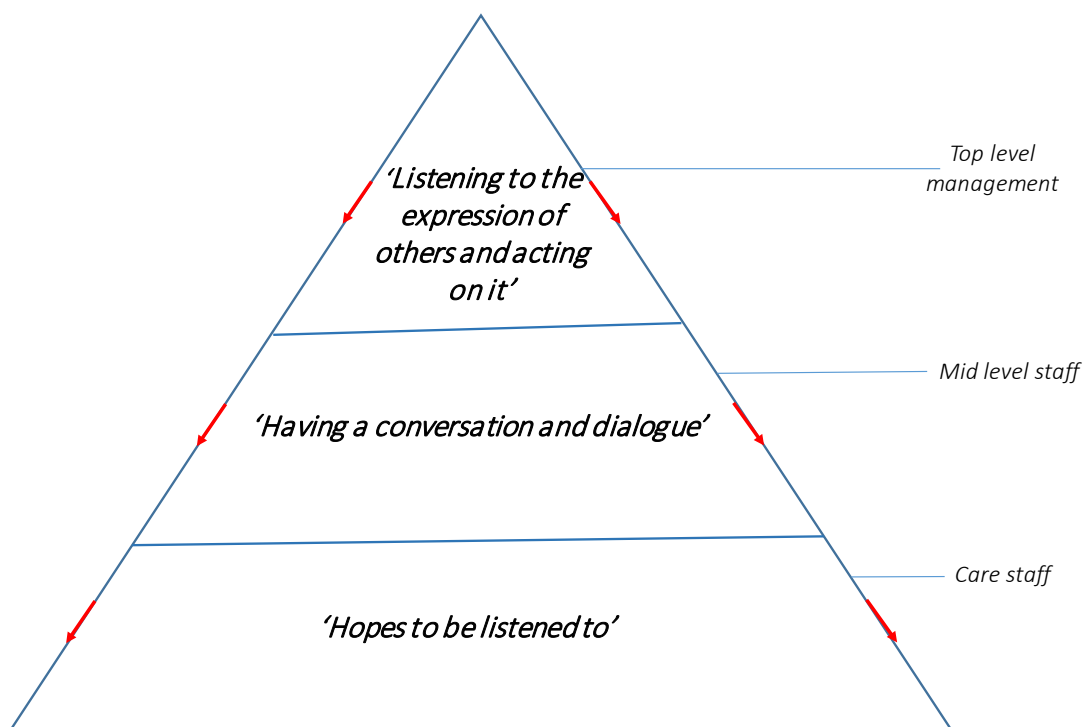 ‘Listening to the
expression of
others and acting
on it’
Top level
management
‘Having a conversation and dialogue’
Mid level staff
‘Hopes to be listened to’
Care staff